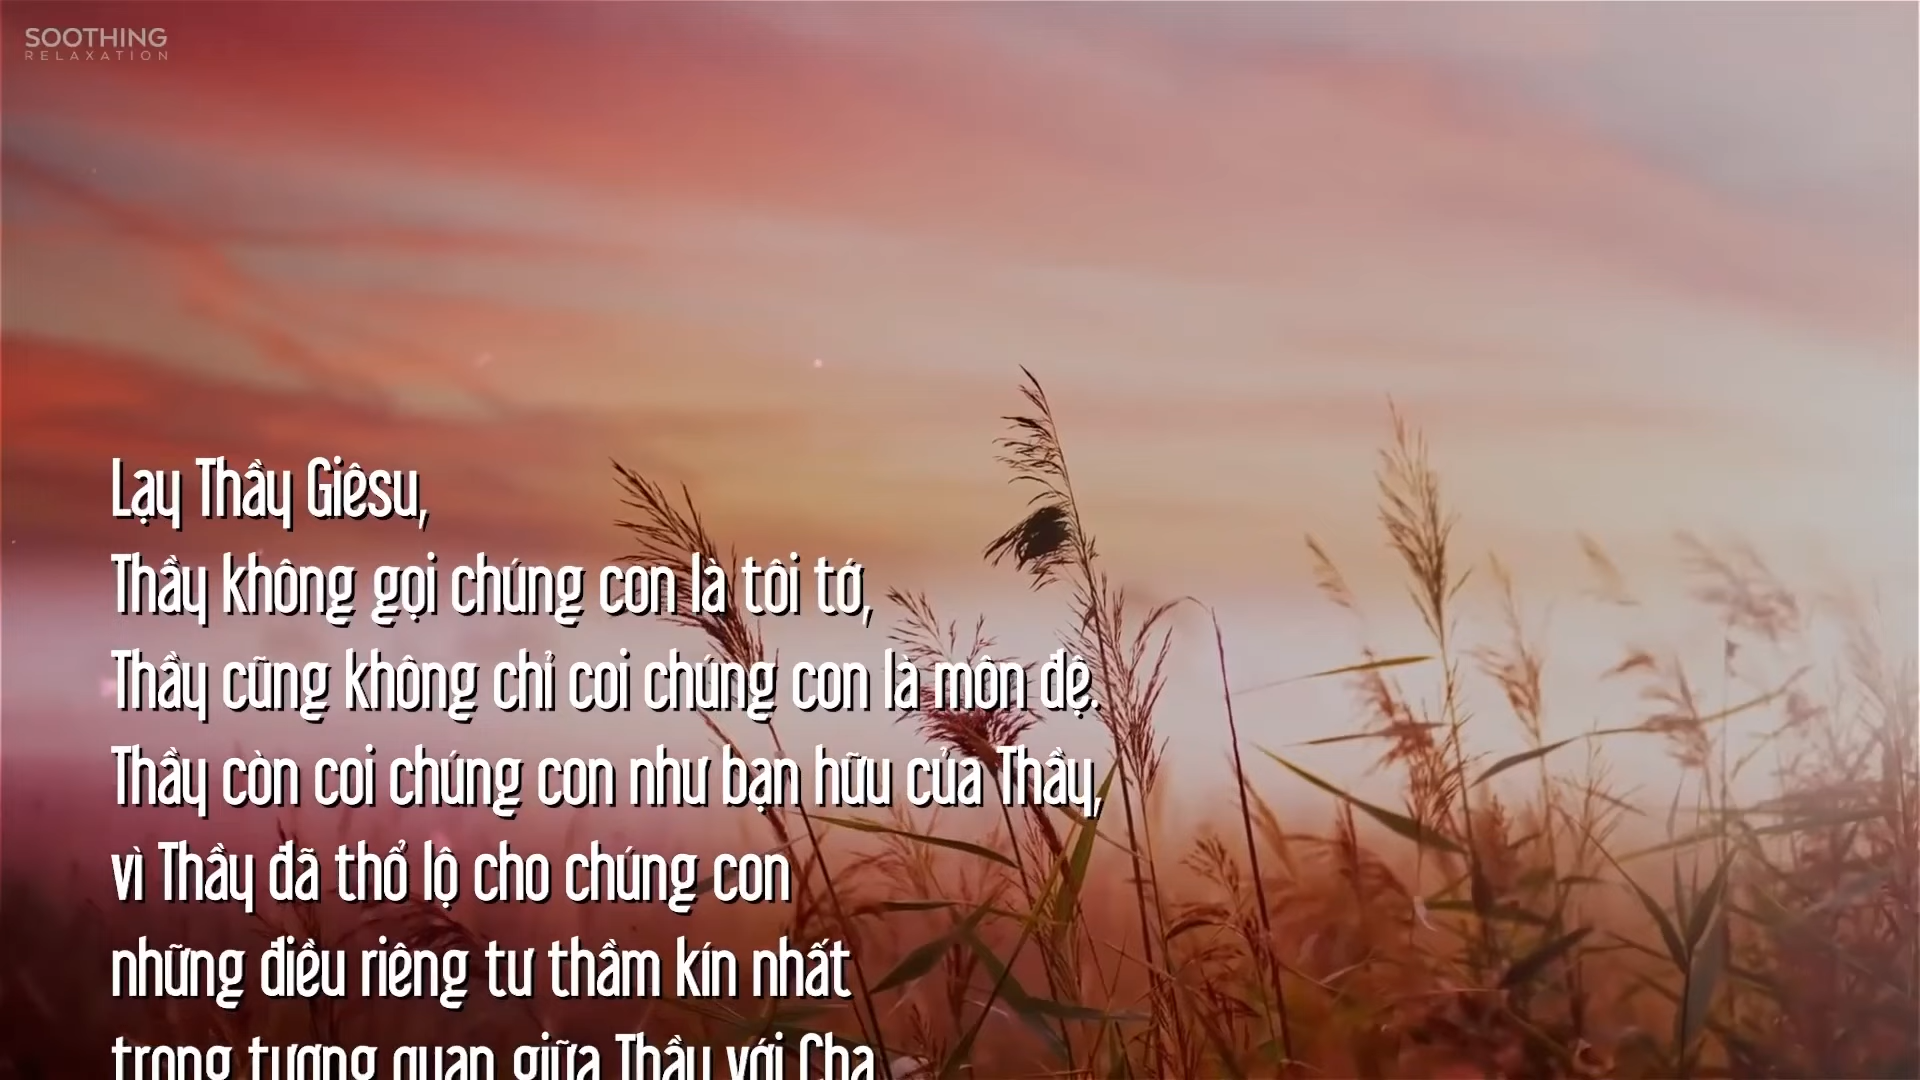 SOOTHING
RELAXATION
Lạy Thầy Giêsu,
Thầy không gọi chúng con là tôi tớ,
Thầy cũng không chỉ coi chúng con là môn đệ.
Thầy còn coi chúng con như bạn hữu của Thầy,
vì Thầy đã thổ lộ cho chúng con
những điều riêng tư thầm kín nhất
trong tương quan giữa Thầy với Cha